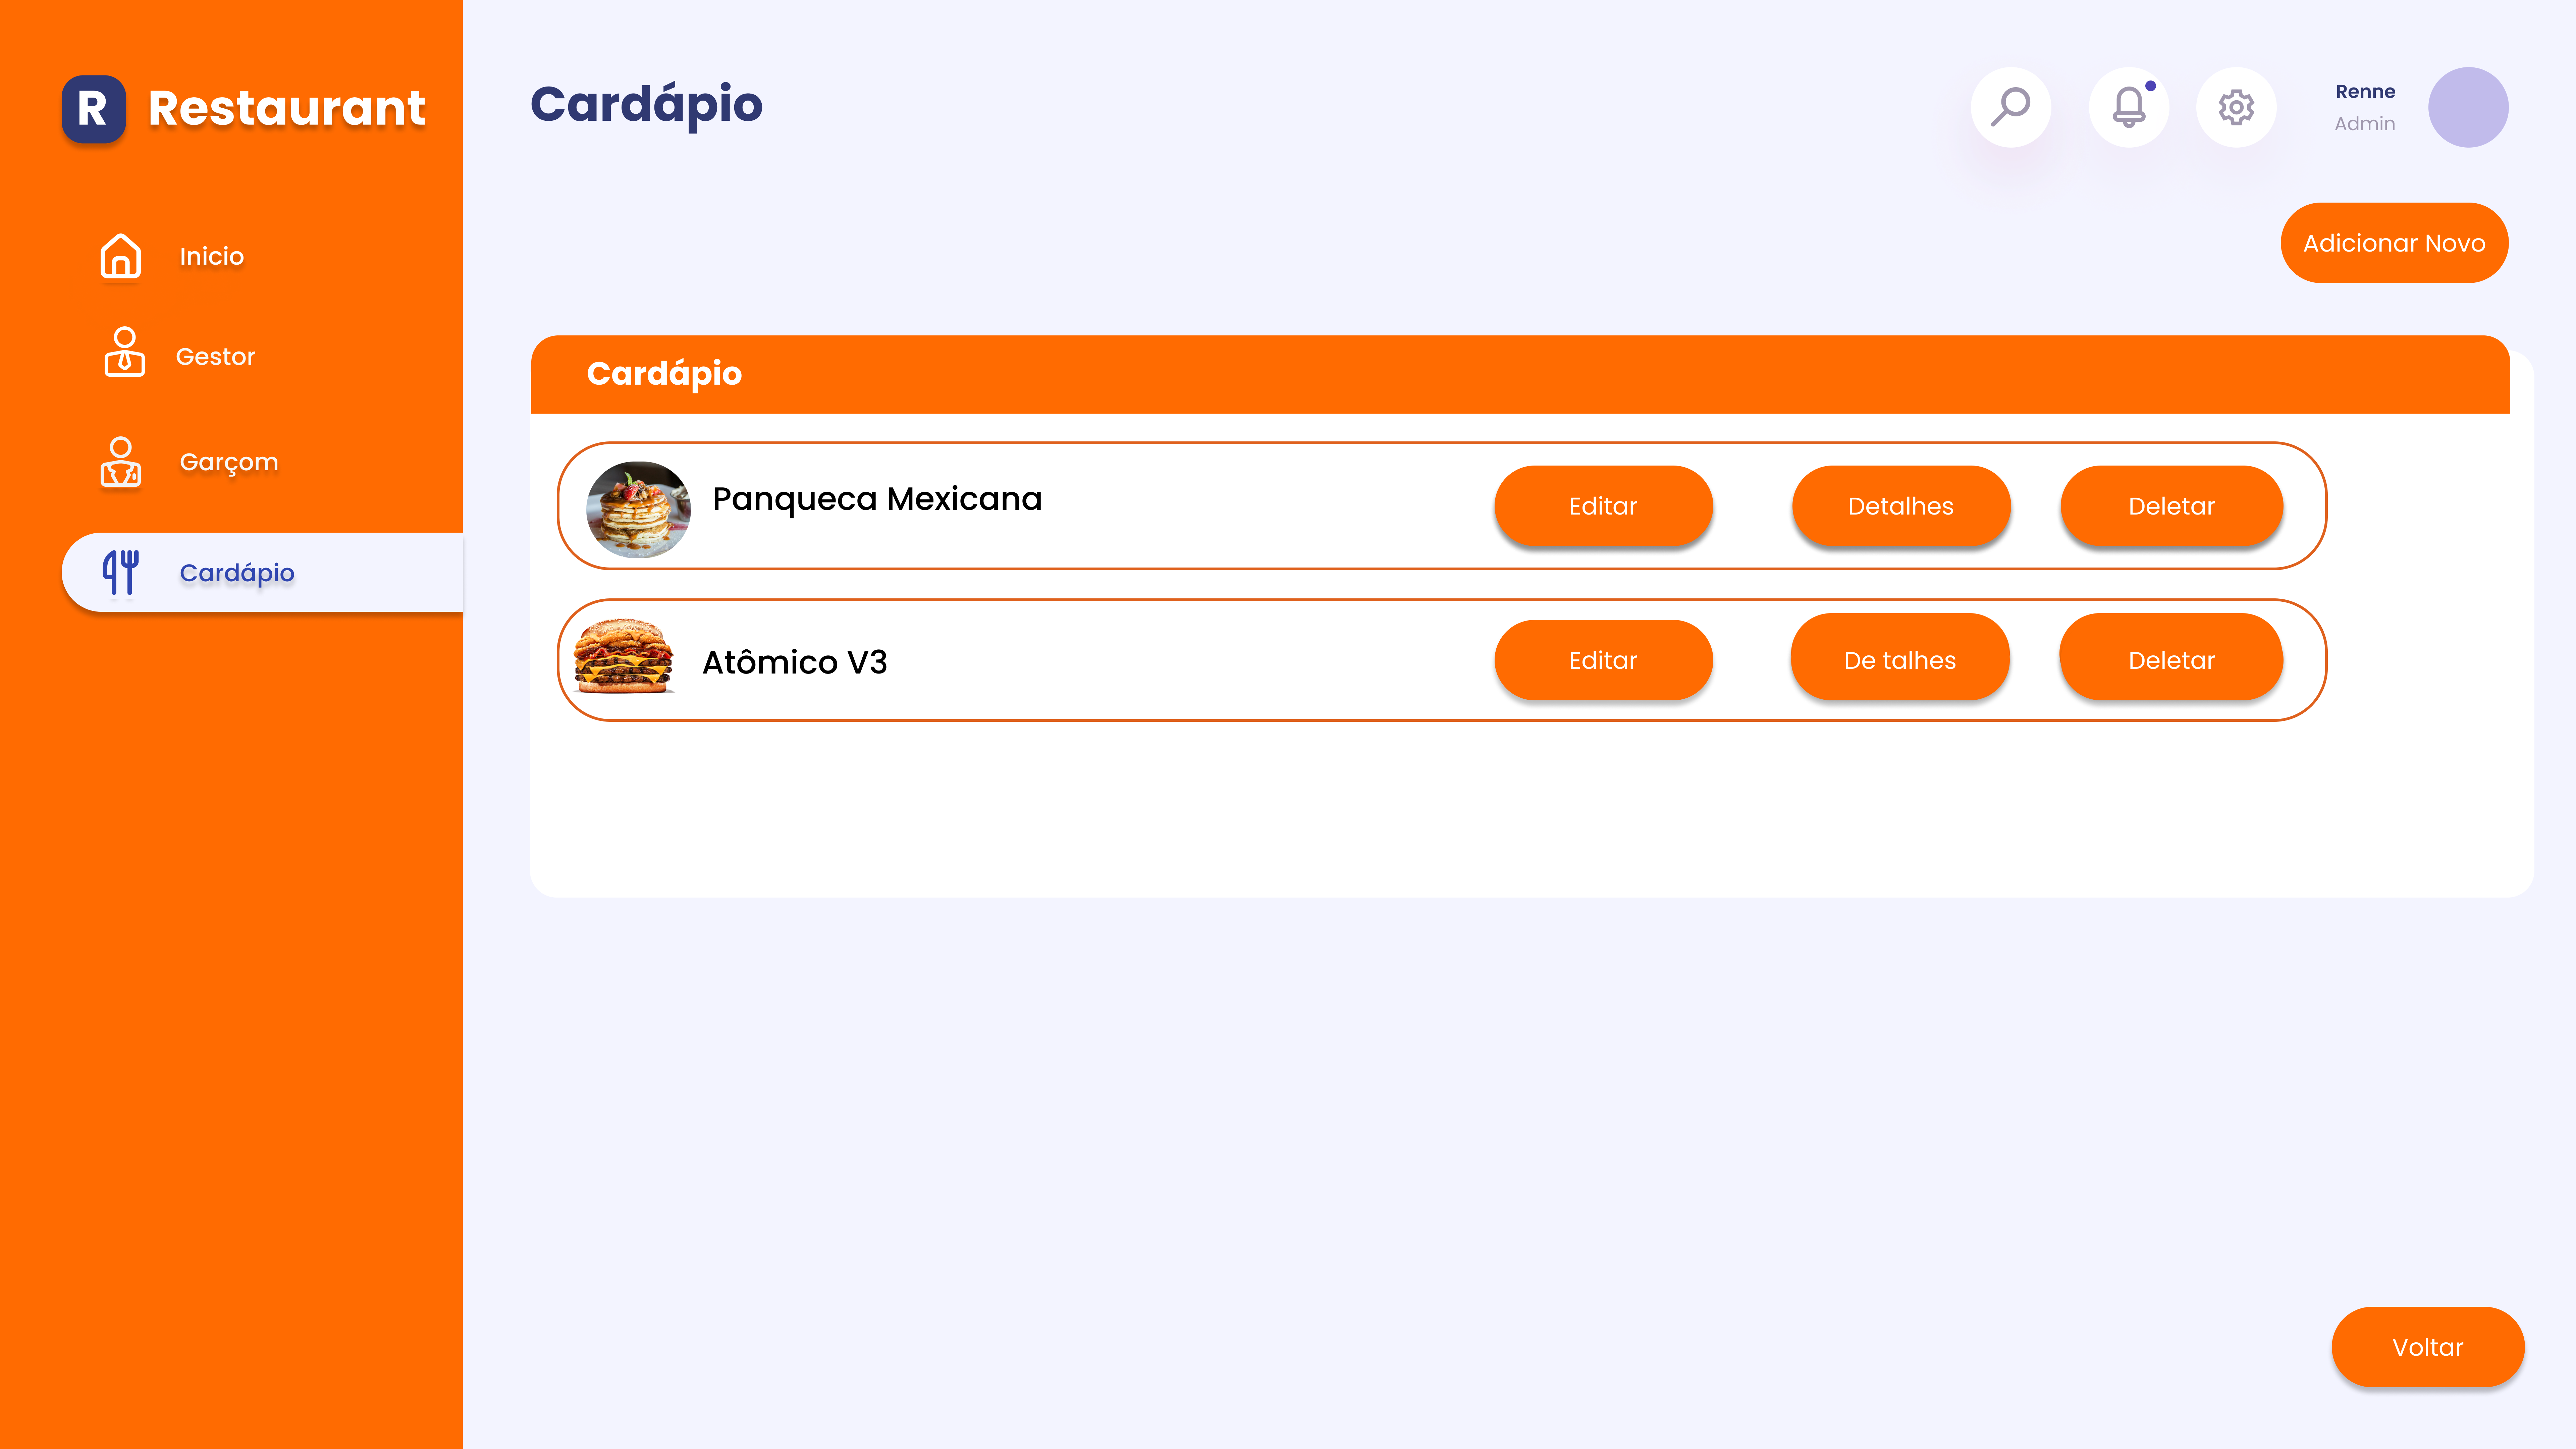 R Restaurant
Inicio
Gestor
Garçom
Cardápio
Cardápio
Renne
Admin
Adicionar Novo
Cardápio
Panqueca Mexicana
Editar
Detalhes
Deletar
Atômico V3
Editar
De talhes
Deletar
Voltar